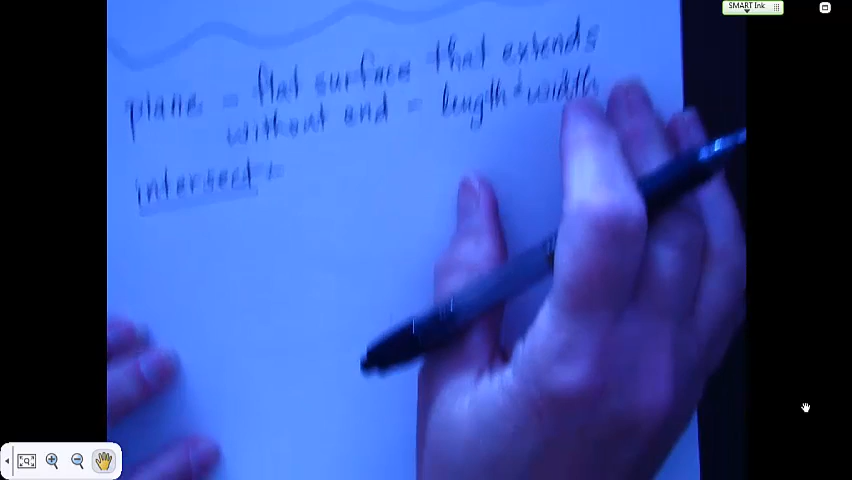 SMART Ink
plane = flat surface that extends
without end = length + width
intersect =